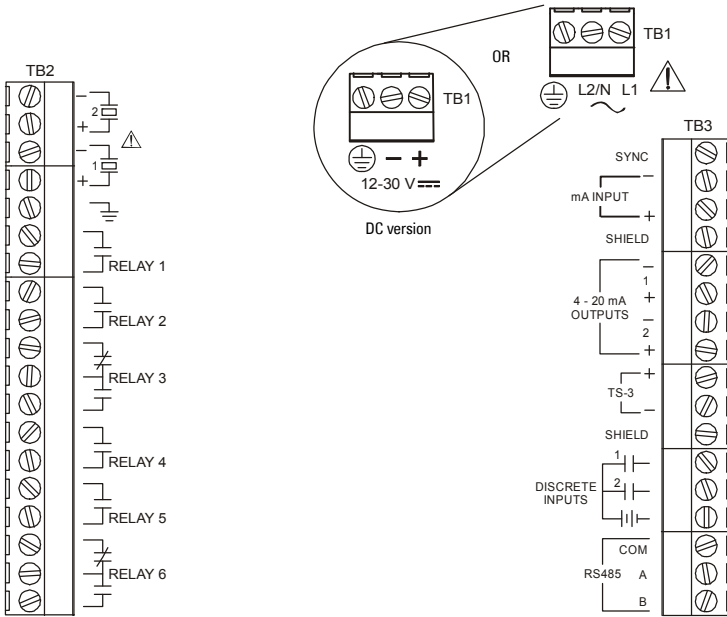 TB2
−
2
+
−
1
+
RELAY 1
RELAY 2
RELAY 3
RELAY 4
RELAY 5
RELAY 6
TB1
− +
12-30 V
DC version
OR
TB1
L2/N L1
TB3
SYNC
−
mA INPUT
+
SHIELD
−
1
+
4 - 20 mA
OUTPUTS
−
2
+
+
TS-3
−
SHIELD
1
2
DISCRETE
INPUTS
COM
RS485 A
B